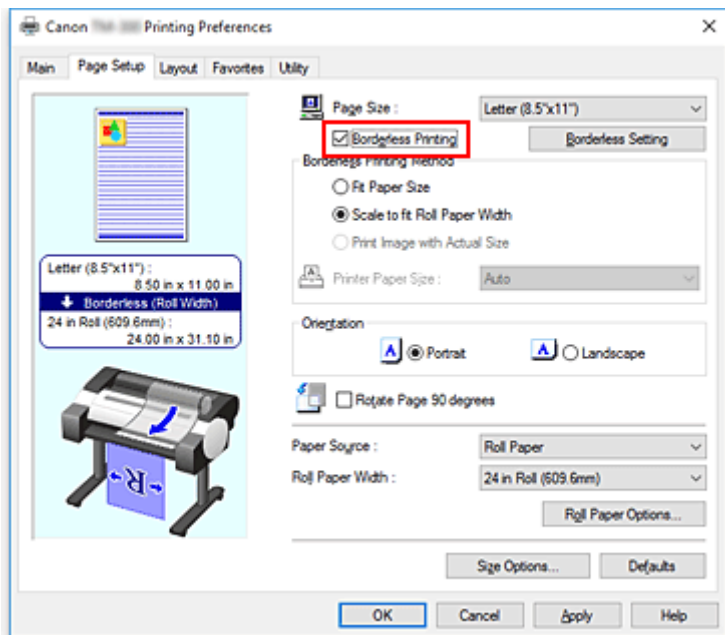 Canon Printing Preferences
Main Page Setup Layout Favorites Utility
Page Size : Letter (8.5"x11")
Borderless Printing Borderless Setting
Borderless Printing Method
Fit Paper Size
Scale to fit Roll Paper Width
Print Image with Actual Size
Printer Paper Size : Auto
Letter (8.5"x11") :
8.50 in x 11.00 in
Borderless (Roll Width)
24 in Roll (609.6mm) :
24.00 in x 31.10 in
Orientation
A Portrait A Landscape
Rotate Page 90 degrees
R
Paper Source : Roll Paper
Roll Paper Width : 24 in Roll (609.6mm)
Roll Paper Options...
Size Options... Defaults
OK Cancel Apply Help